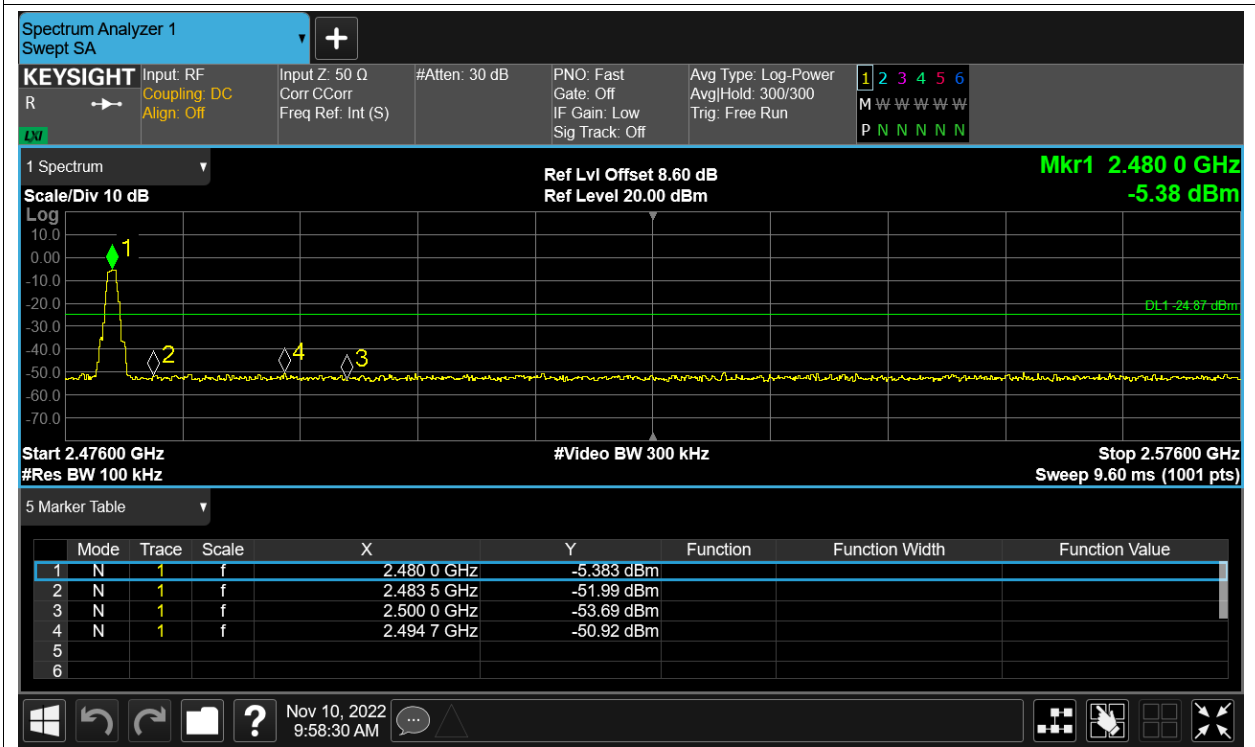 Spectrum Analyzer 1
Swept SA
+
KEYSIGHT Input: RF Input Z: 50 Ω #Atten: 30 dB PNO: Fast Avg Type: Log-Power 1 2 3 4 5 6
R Coupling: DC Corr CCorr Gate: Off Avg|Hold: 300/300 M W W W W W
Align: Off Freq Ref: Int (S) IF Gain: Low Trig: Free Run
LXI Sig Track: Off P N N N N N
1 Spectrum Ref Lvl Offset 8.60 dB Mkr1 2.480 0 GHz
Scale/Div 10 dB Ref Level 20.00 dBm -5.38 dBm
Log
10.0
1
0.00
-10.0
-20.0
DL1 -24.87 dBm
-30.0
-40.0
2 4 3
-50.0
-60.0
-70.0
Start 2.47600 GHz #Video BW 300 kHz Stop 2.57600 GHz
#Res BW 100 kHz Sweep 9.60 ms (1001 pts)
5 Marker Table
Mode Trace Scale X Y Function Function Width Function Value
1 N 1 f 2.480 0 GHz -5.383 dBm
2 N 1 f 2.483 5 GHz -51.99 dBm
3 N 1 f 2.500 0 GHz -53.69 dBm
4 N 1 f 2.494 7 GHz -50.92 dBm
5
6
? Nov 10, 2022
9:58:30 AM